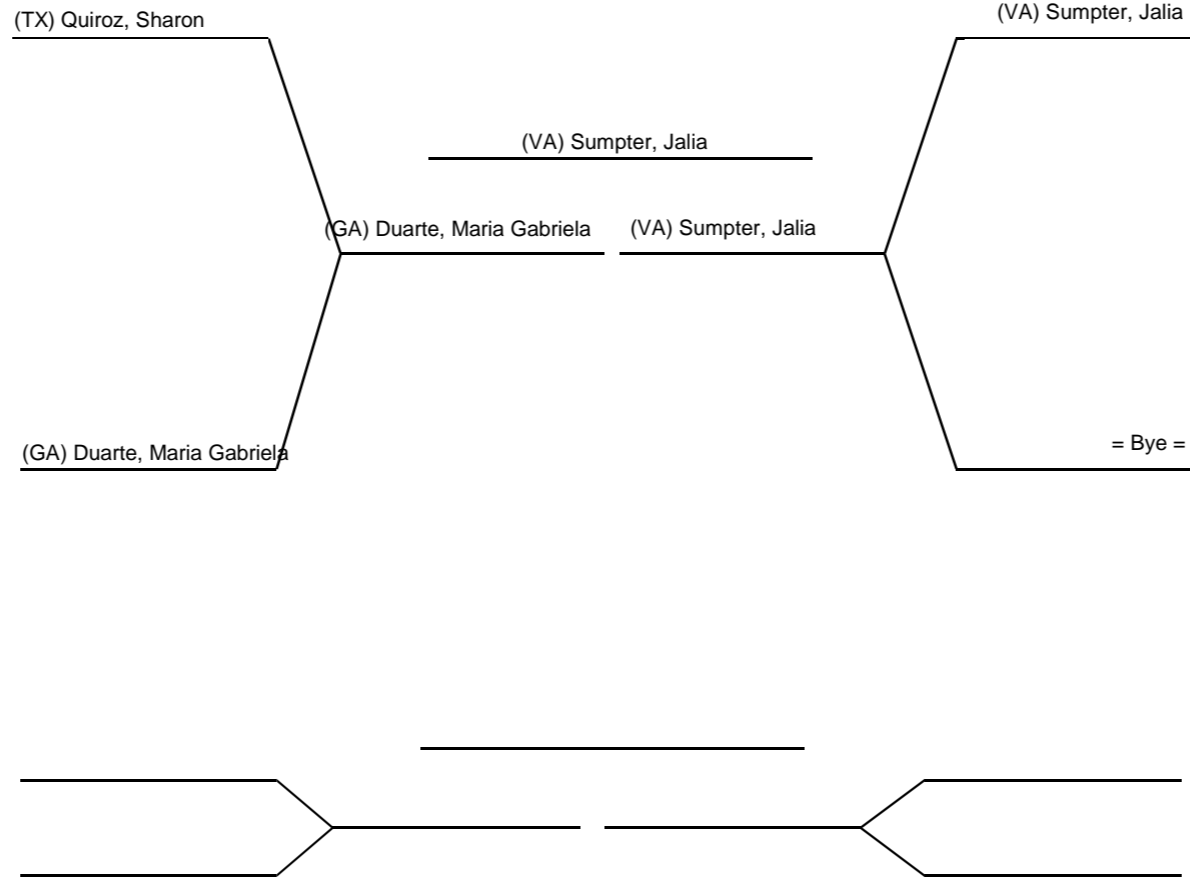 (TX) Quiroz, Sharon
(VA) Sumpter, Jalia
(VA) Sumpter, Jalia
(GA) Duarte, Maria Gabriela
(VA) Sumpter, Jalia
(GA) Duarte, Maria Gabriela
= Bye =